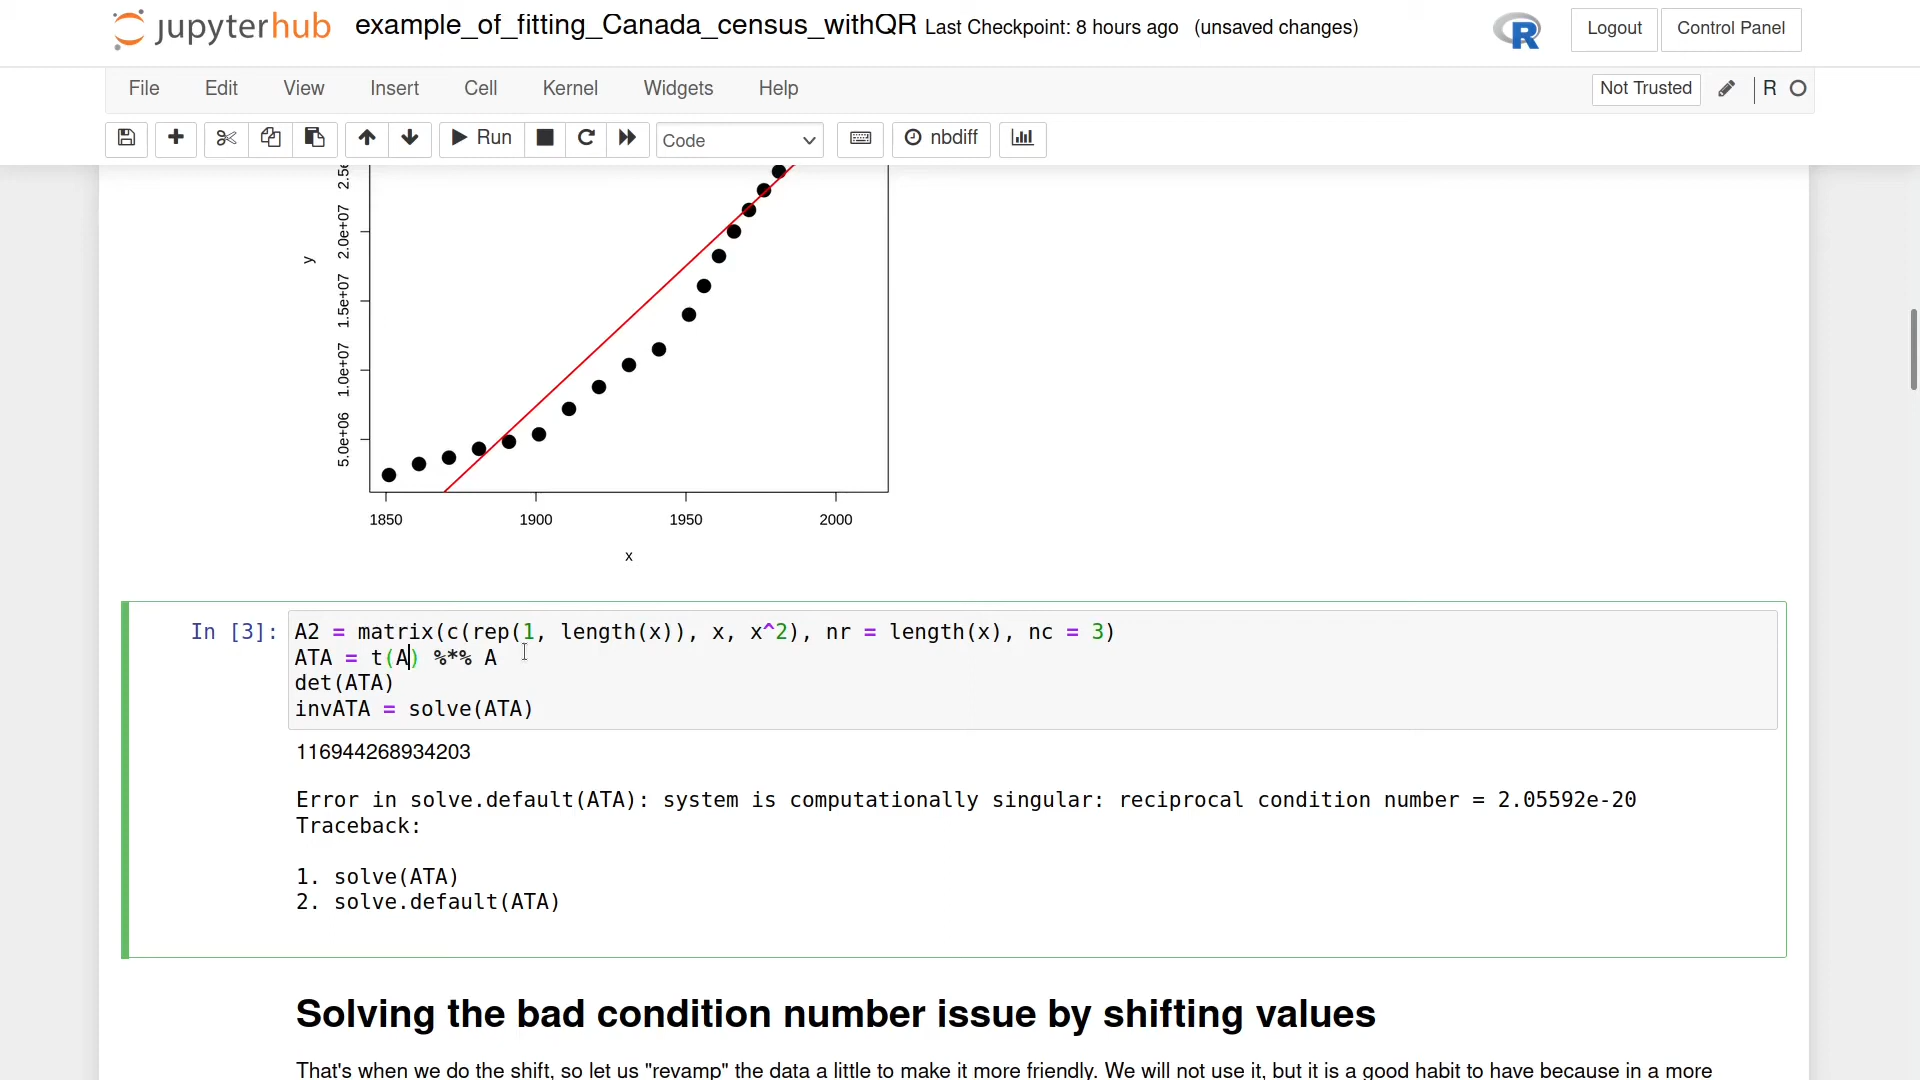 jupyterhub example_of_fitting_Canada_census_withQR Last Checkpoint: 8 hours ago (unsaved changes) R Logout Control Panel
File Edit View Insert Cell Kernel Widgets Help Not Trusted R
Run Code nbdiff
2.0e+07
1.5e+07
1.0e+07
5.0e+06
y
1850 1900 1950 2000
x
In [3]: A2 = matrix(c(rep(1, length(x)), x, x^2), nr = length(x), nc = 3)
ATA = t(A) %*% A
det(ATA)
invATA = solve(ATA)
116944268934203
Error in solve.default(ATA): system is computationally singular: reciprocal condition number = 2.05592e-20
Traceback:
1. solve(ATA)
2. solve.default(ATA)
Solving the bad condition number issue by shifting values
That's when we do the shift, so let us "revamp" the data a little to make it more friendly. We will not use it, but it is a good habit to have because in a more